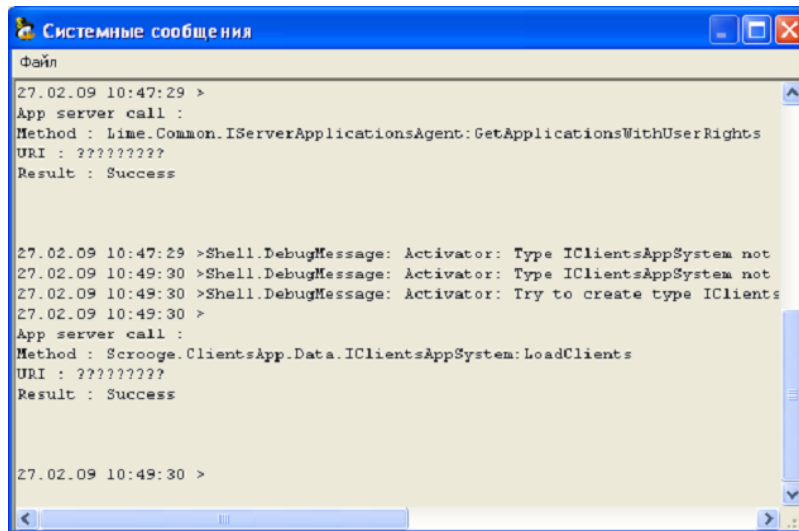 Системные сообщения
Файл
27.02.09 10:47:29 >
App server call :
Method : Lime.Common.IServerApplicationsAgent:GetApplicationsWithUserRights
URI : ?????????
Result : Success
27.02.09 10:47:29 >Shell.DebugMessage: Activator: Type IClientsAppSystem not
27.02.09 10:49:30 >Shell.DebugMessage: Activator: Type IClientsAppSystem not
27.02.09 10:49:30 >Shell.DebugMessage: Activator: Try to create type IClients
27.02.09 10:49:30 >
App server call :
Method : Scrooge.ClientsApp.Data.IClientsAppSystem:LoadClients
URI : ?????????
Result : Success
27.02.09 10:49:30 >